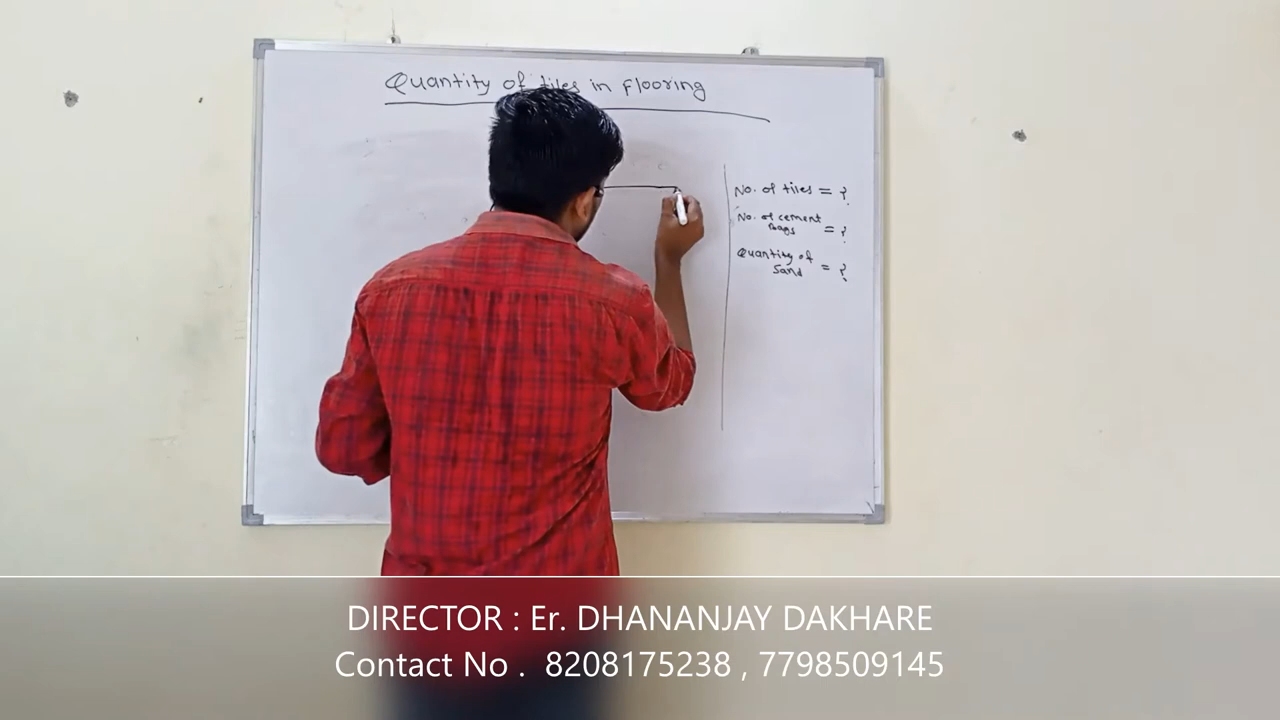 Quantity of tiles in Flooring
No. of tiles = ?
No. of cement
Bags = ?
Quantity of
Sand = ?
DIRECTOR : Er. DHANANJAY DAKHARE
Contact No . 8208175238 , 7798509145